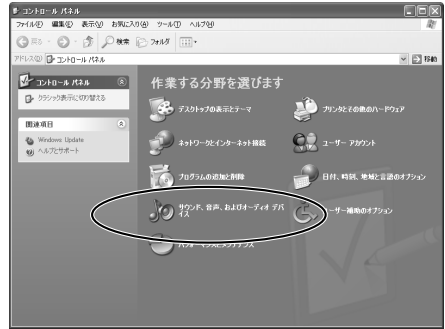 コントロール パネル
ファイル(F) 編集(E) 表示(V) お気に入り(A) ツール(T) ヘルプ(H)
戻る 検索 フォルダ
アドレス(D) コントロール パネル 移動
コントロール パネル
クラシック表示に切り替える
関連項目
Windows Update
ヘルプとサポート
作業する分野を選びます
デスクトップの表示とテーマ
プリンタとその他のハードウェア
ネットワークとインターネット接続
ユーザー アカウント
プログラムの追加と削除
日付、時刻、地域と言語のオプション
サウンド、音声、およびオーディオ デバ
イス
ユーザー補助のオプション
パフォーマンスとメンテナンス